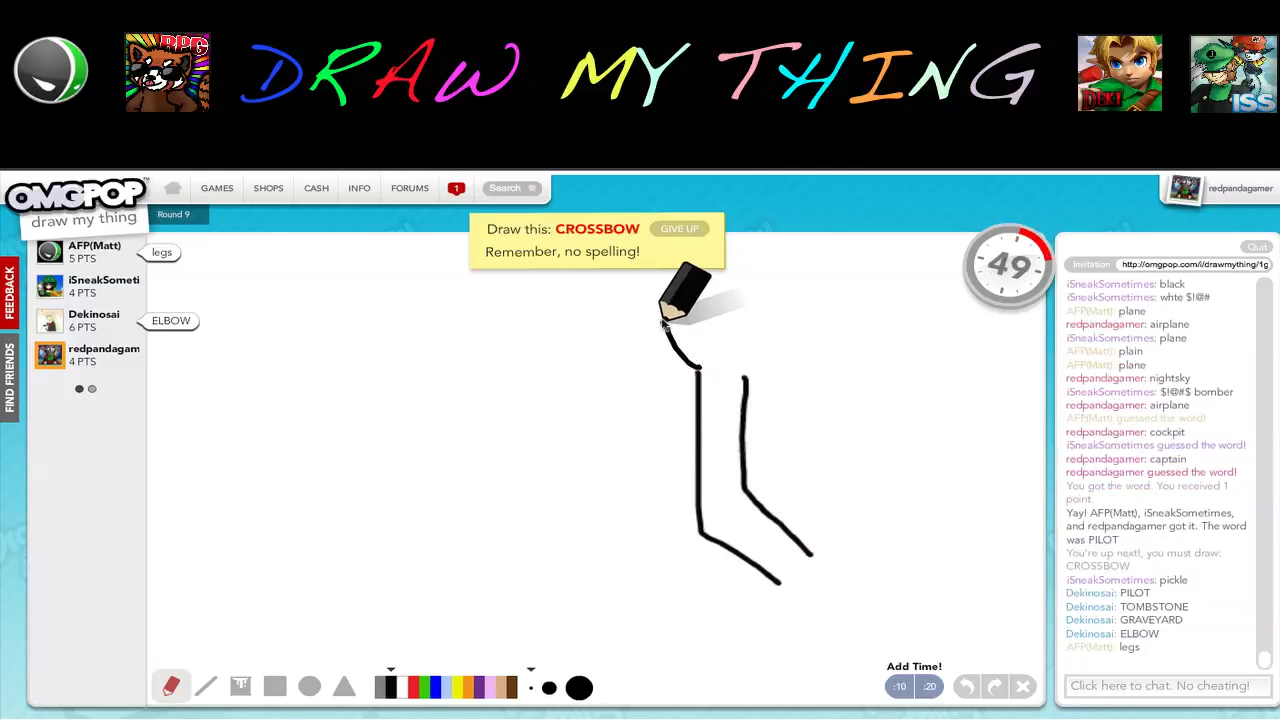 RPG
DRAW MY THING
DEKI
ISS
OMGPOP
draw my thing
GAMES
SHOPS
CASH
INFO
FORUMS
1
Search
redpandagamer
Round 9
Draw this: CROSSBOW
GIVE UP
Remember, no spelling!
49
FEEDBACK
FIND FRIENDS
AFP(Matt)
5 PTS
legs
iSneakSometi
4 PTS
Dekinosai
6 PTS
ELBOW
redpandagam
4 PTS
Quit
Invitation
http://omgpop.com/i/drawmything/1g
iSneakSometimes: black
iSneakSometimes: whte $!@#
AFP(Matt): plane
redpandagamer: airplane
iSneakSometimes: plane
AFP(Matt): plain
AFP(Matt): plane
redpandagamer: nightsky
iSneakSometimes: $!@#$ bomber
redpandagamer: airplane
AFP(Matt) guessed the word!
redpandagamer: cockpit
iSneakSometimes guessed the word!
redpandagamer: captain
redpandagamer guessed the word!
You got the word. You received 1
point.
Yay! AFP(Matt), iSneakSometimes,
and redpandagamer got it. The word
was PILOT
You're up next!, you must draw:
CROSSBOW
iSneakSometimes: pickle
Dekinosai: PILOT
Dekinosai: TOMBSTONE
Dekinosai: GRAVEYARD
Dekinosai: ELBOW
AFP(Matt): legs
Click here to chat. No cheating!
Add Time!
:10
:20
T